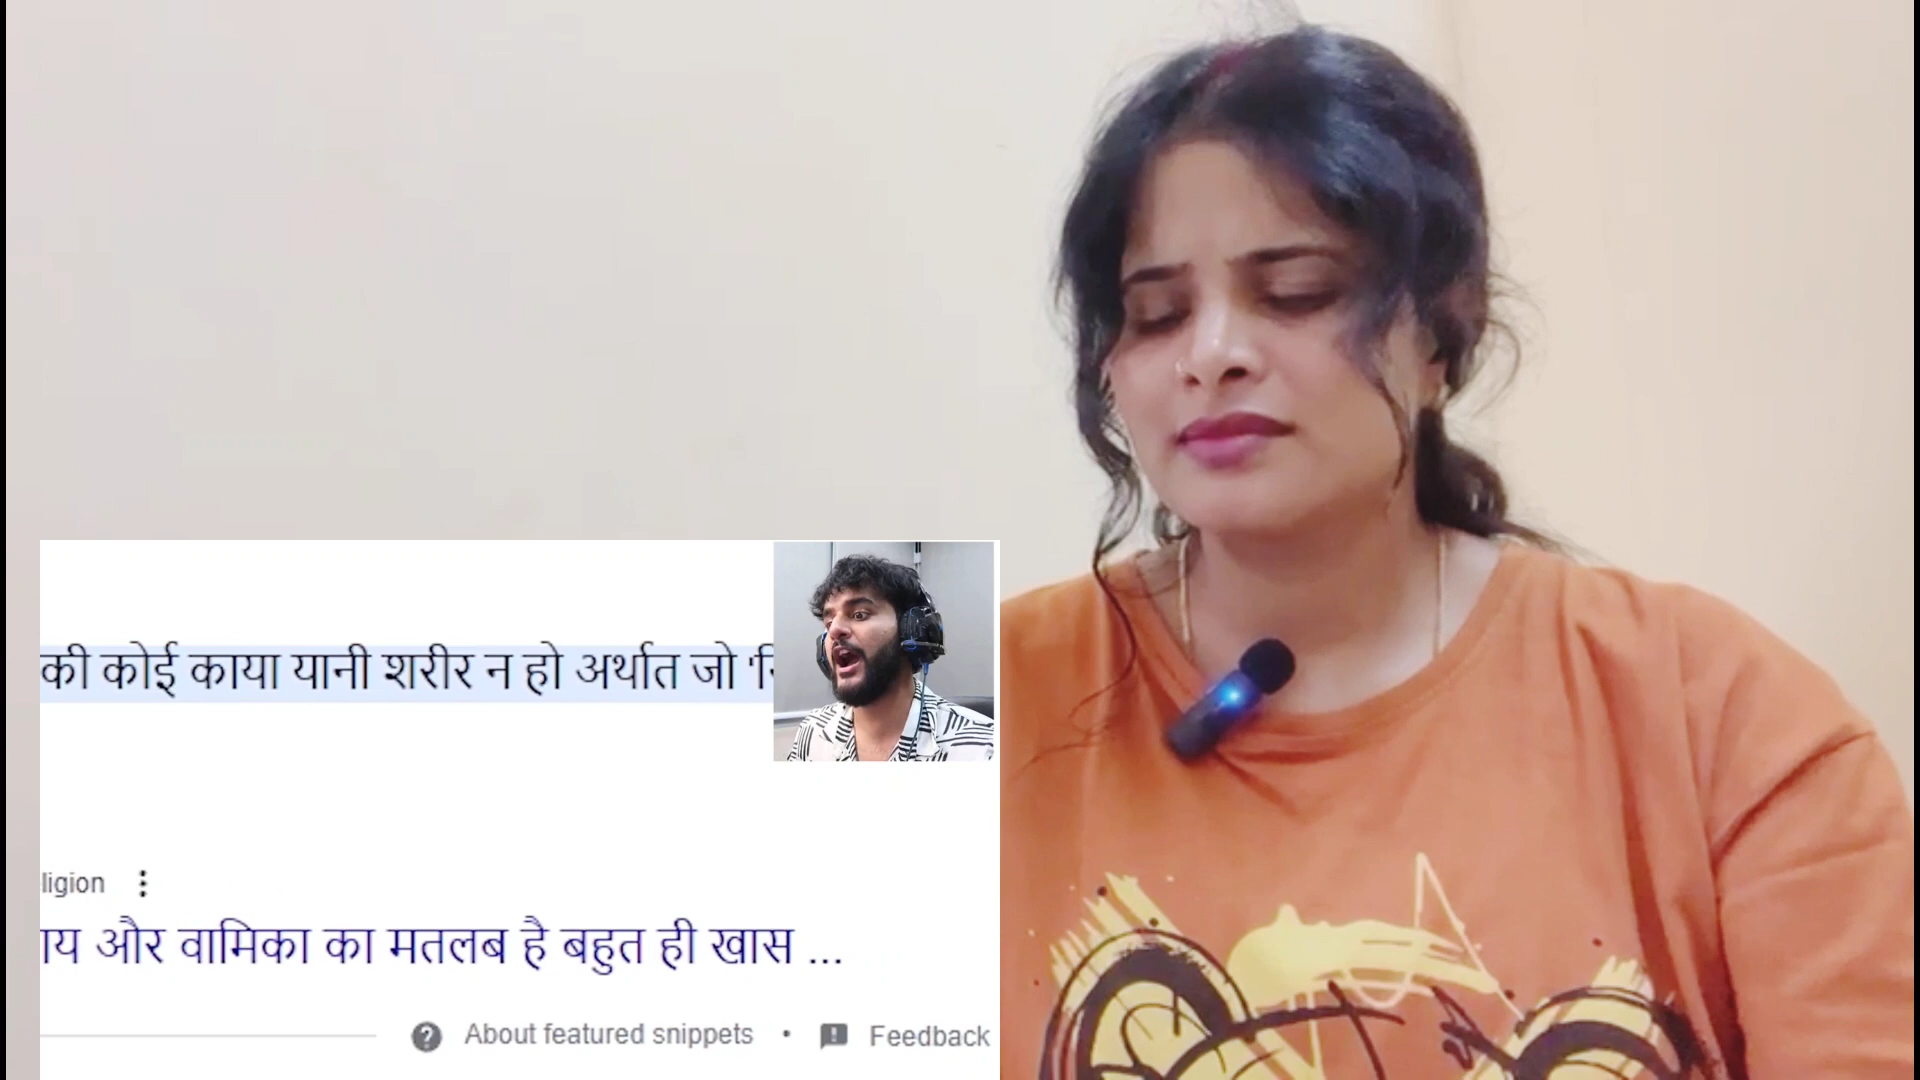 की कोई काया यानी शरीर न हो अर्थात जो
ligion
और वामिका का मतलब है बहुत ही खास ...
About featured snippets • Feedback